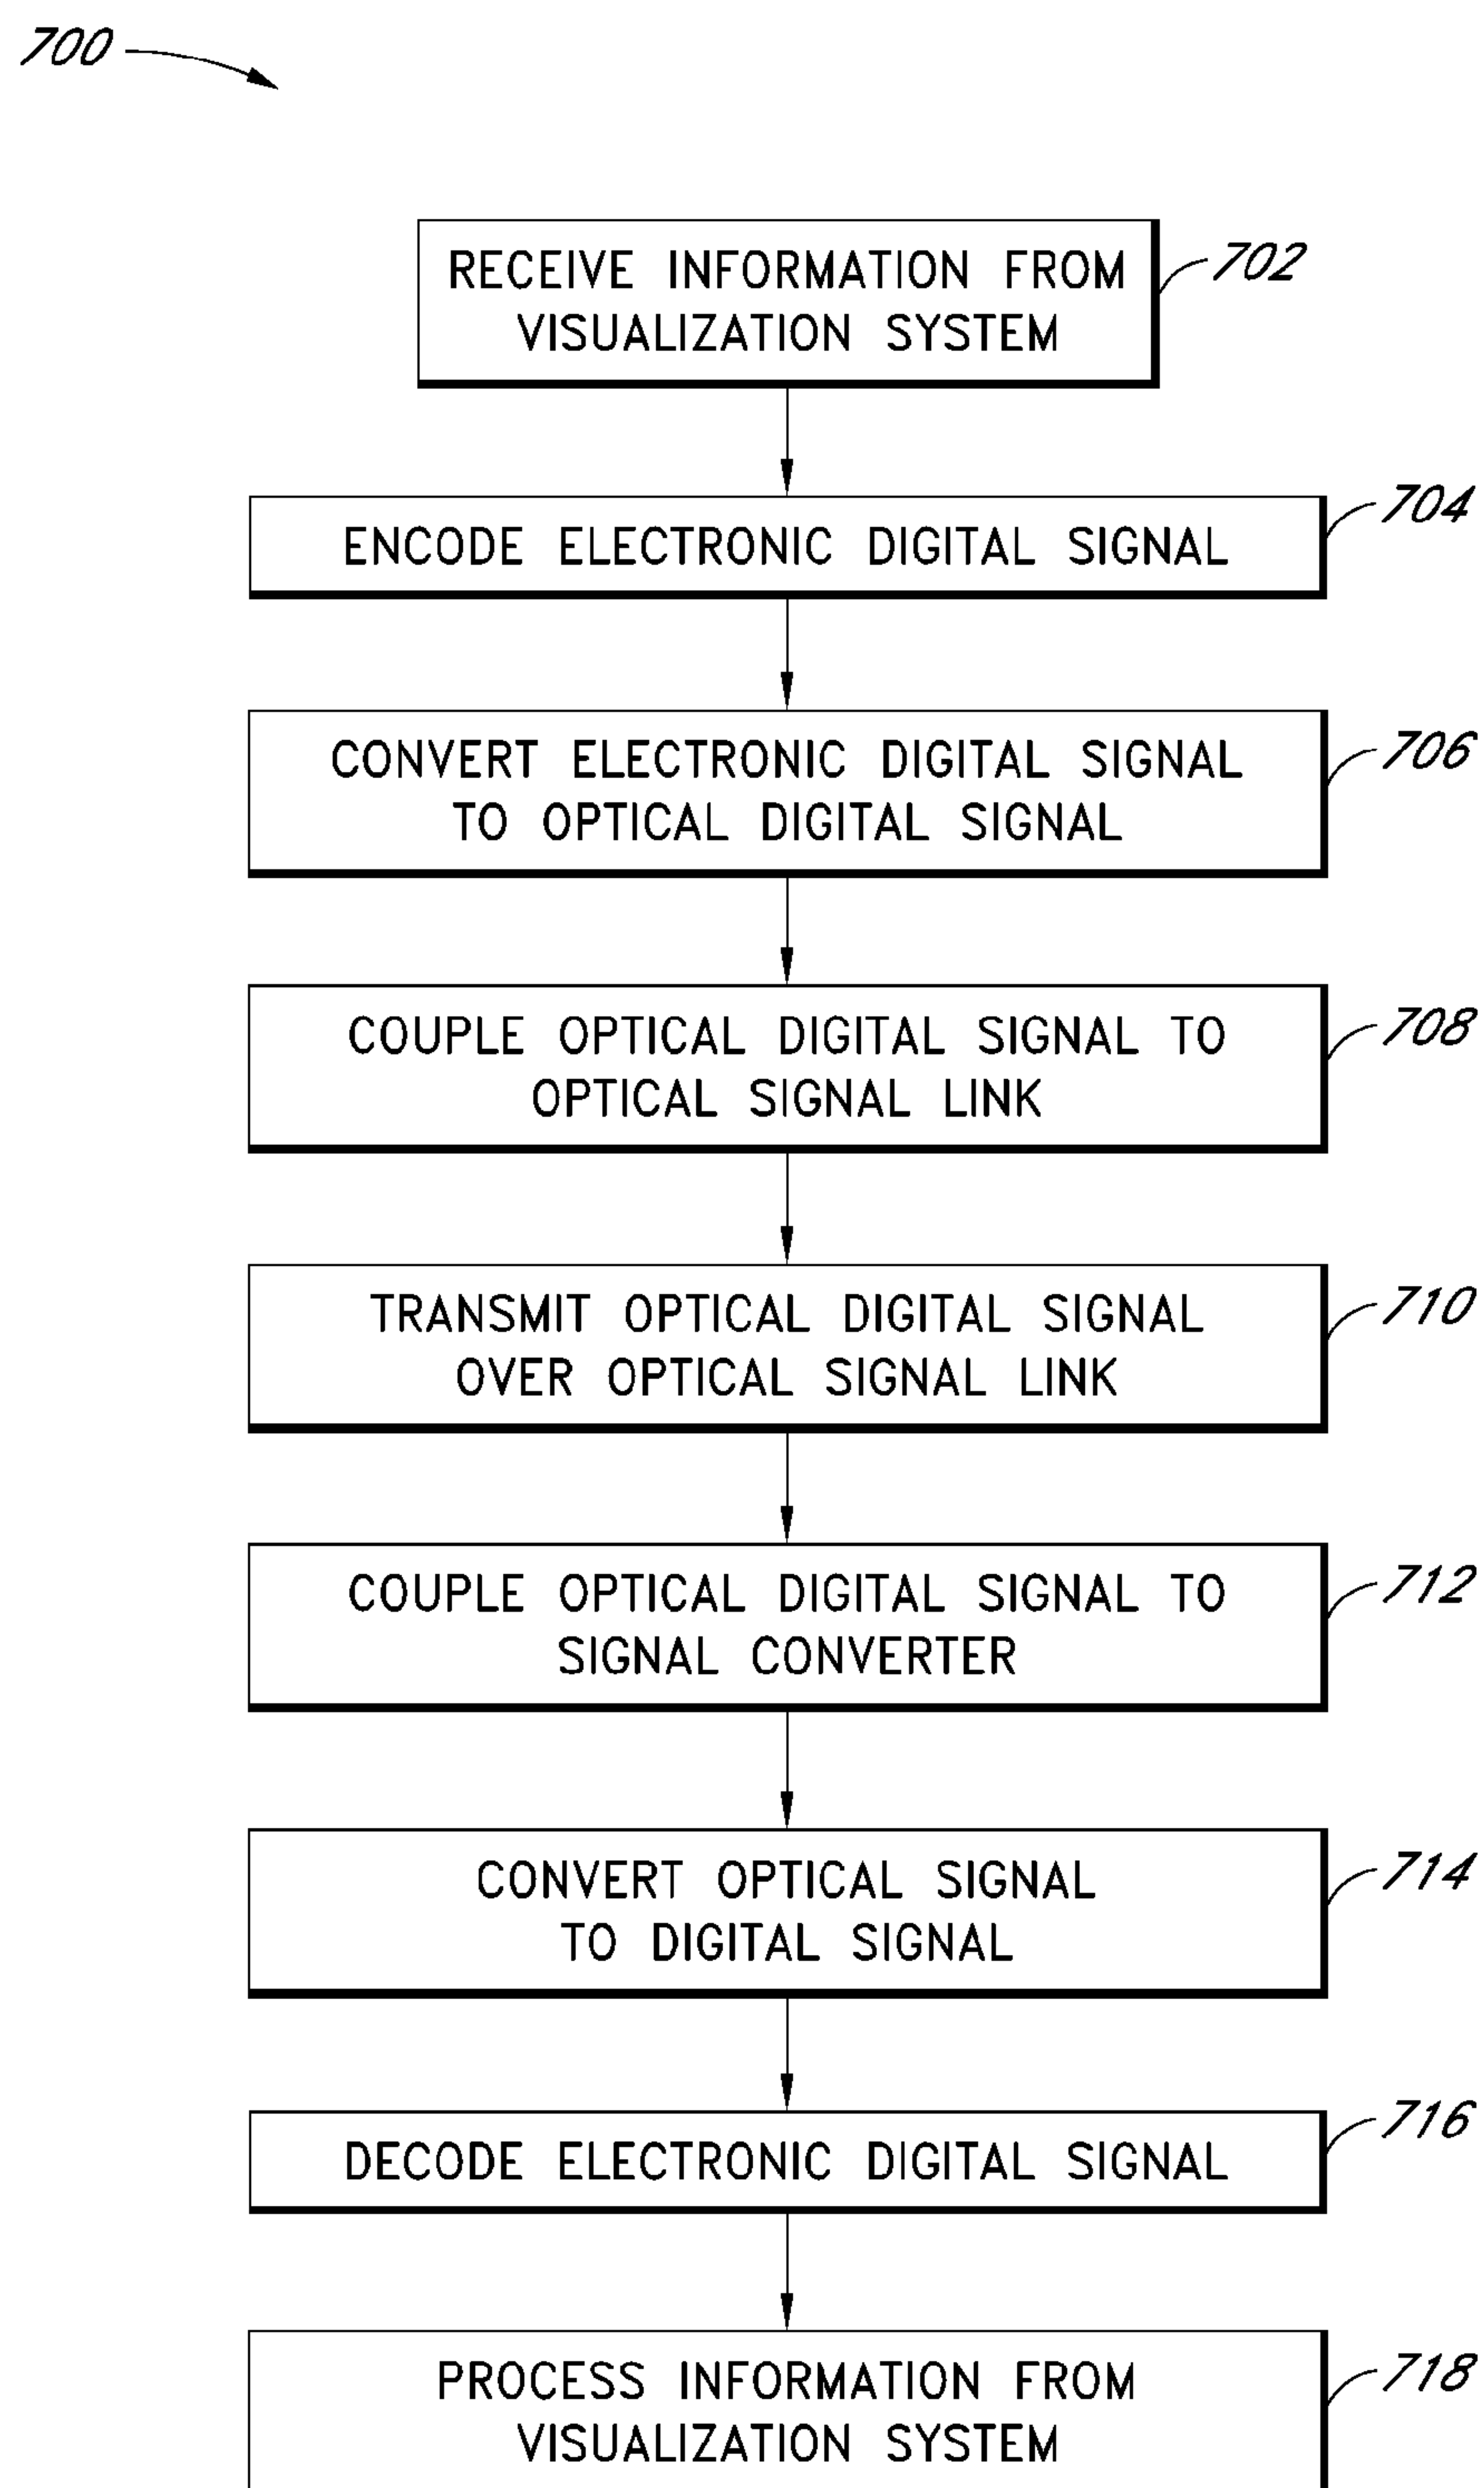 700
RECEIVE INFORMATION FROM
VISUALIZATION SYSTEM
702
ENCODE ELECTRONIC DIGITAL SIGNAL
704
CONVERT ELECTRONIC DIGITAL SIGNAL
TO OPTICAL DIGITAL SIGNAL
706
COUPLE OPTICAL DIGITAL SIGNAL TO
OPTICAL SIGNAL LINK
708
TRANSMIT OPTICAL DIGITAL SIGNAL
OVER OPTICAL SIGNAL LINK
710
COUPLE OPTICAL DIGITAL SIGNAL TO
SIGNAL CONVERTER
712
CONVERT OPTICAL SIGNAL
TO DIGITAL SIGNAL
714
DECODE ELECTRONIC DIGITAL SIGNAL
716
PROCESS INFORMATION FROM
VISUALIZATION SYSTEM
718